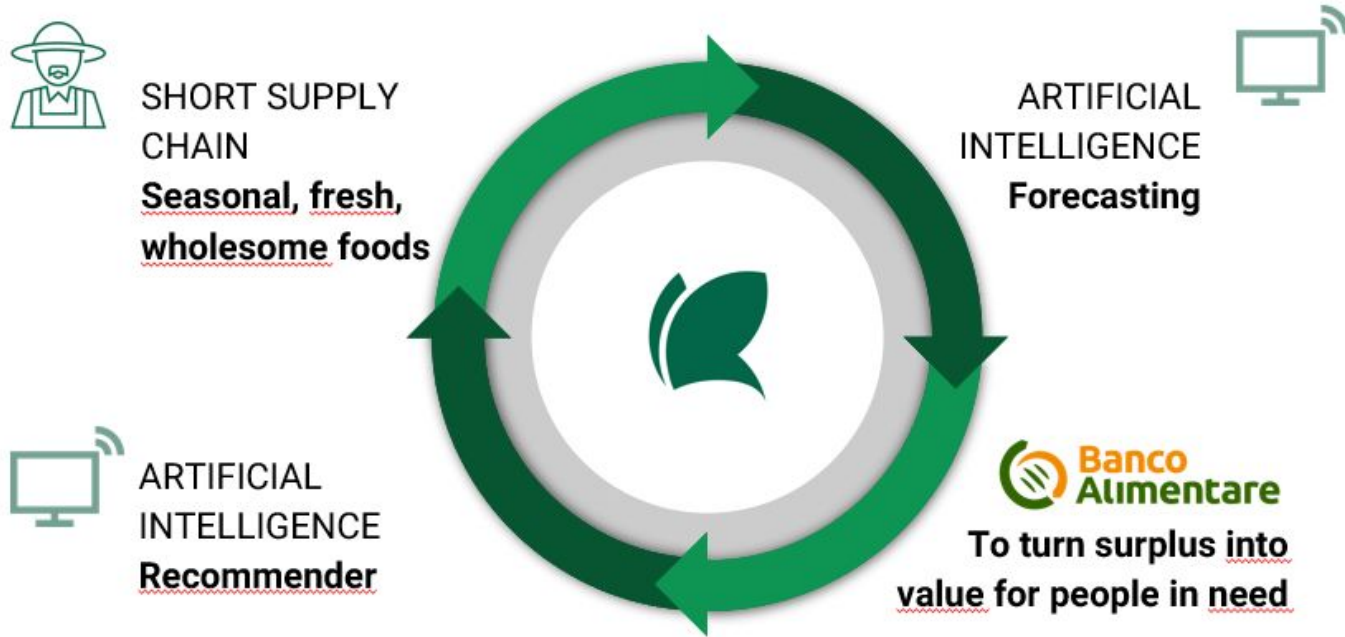 SHORT SUPPLY
CHAIN
Seasonal, fresh,
wholesome foods
ARTIFICIAL
INTELLIGENCE
Forecasting
ARTIFICIAL
INTELLIGENCE
Recommender
Banco
Alimentare
To turn surplus into
value for people in need